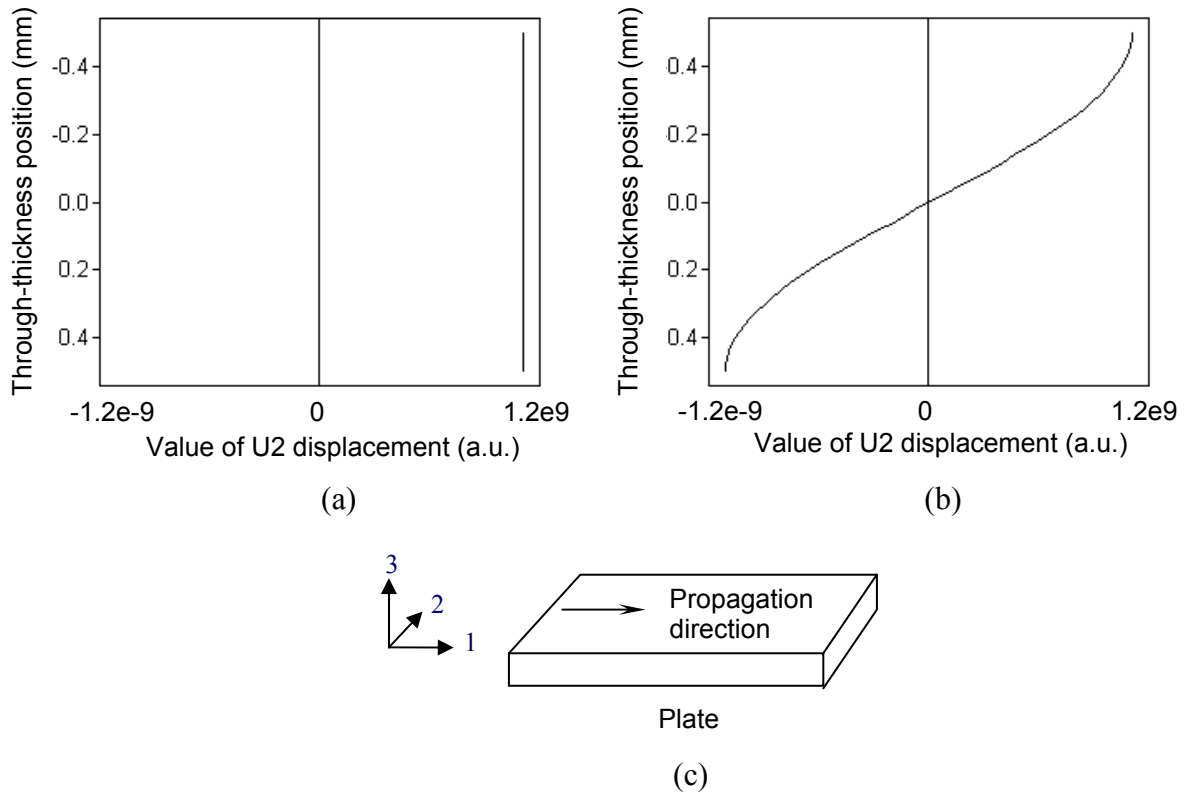 Through-thickness position (mm)
-0.4
-0.2
0.0
0.2
0.4
-1.2e-9
0
1.2e9
Value of U2 displacement (a.u.)
(a)
Through-thickness position (mm)
0.4
0.2
0.0
0.2
0.4
-1.2e-9
0
1.2e9
Value of U2 displacement (a.u.)
(b)
3
2
1
Propagation
direction
Plate
(c)